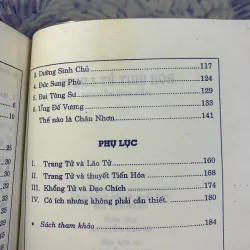 3. Dưỡng Sinh Chủ 117
4. Đức Sung Phù 124
5. Đại Tông Sư 129
6. Ứng Đế Vương 133
Thế nào là Chân Nhơn 141
PHỤ LỤC
I. Trang Tử và Lão Tử 160
II. Trang Tử và thuyết Tiến Hóa 168
III. Khổng Tử và Đạo Chích 174
IV. Có ích nhưng không phải cần thiết. 180
- Sách tham khảo 184